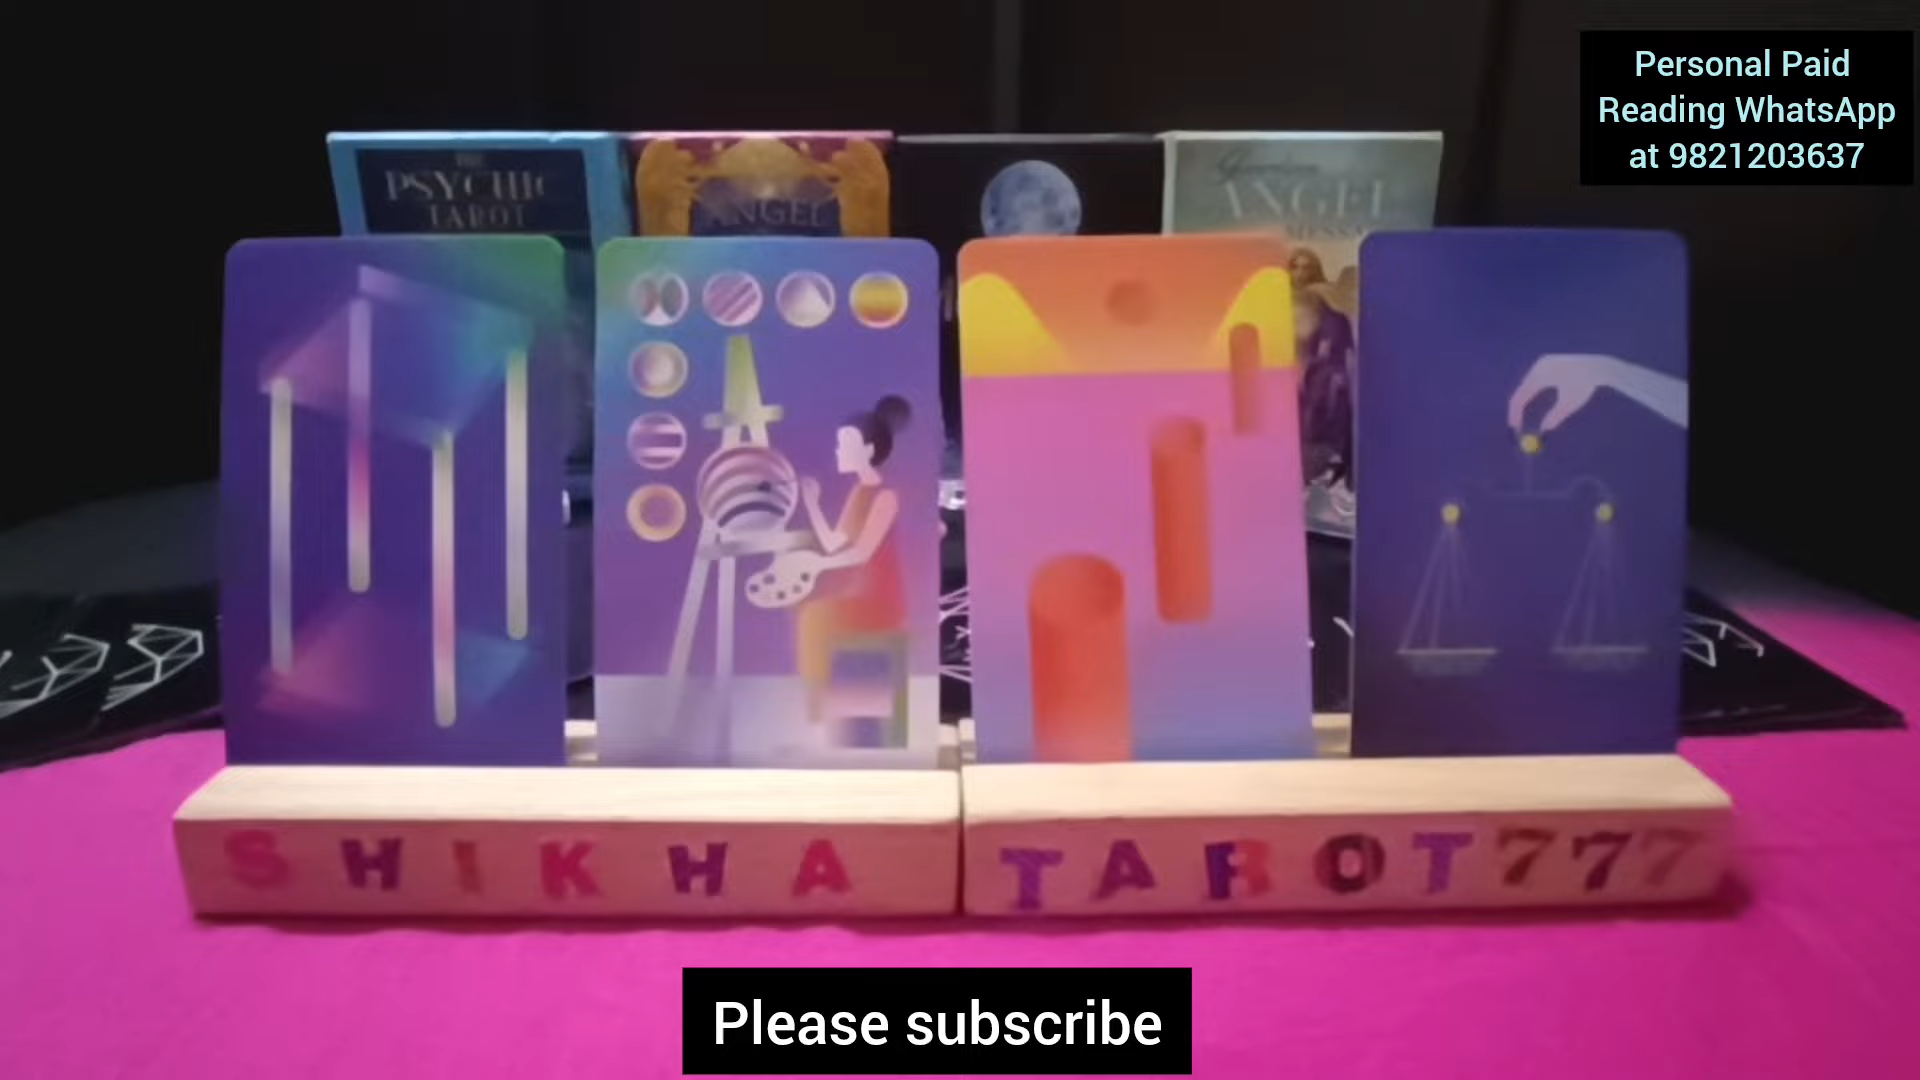 Personal Paid
Reading WhatsApp
at 9821203637
PSYCHIC
TAROT
ANGEL
ANGEL
SHIKHA TAROT777
Please subscribe